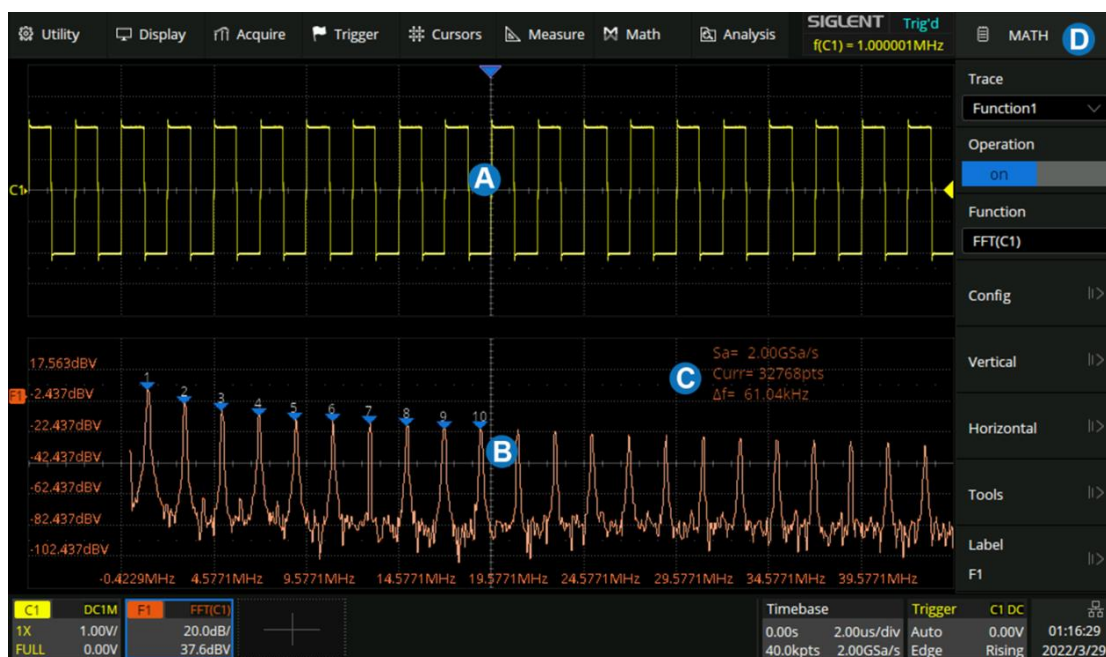 Utility Display Acquire Trigger Cursors Measure Math Analysis
SIGLENT Trig'd
f(C1) = 1.000001MHz
MATH D
Trace
Function1
Operation
on
Function
FFT(C1)
Config
Vertical
Horizontal
Tools
Label
F1
C1
A
Sa= 2.00GSa/s
Curr= 32768pts
Δf= 61.04kHz
C
17.563dBV
F1
-2.437dBV
-22.437dBV
-42.437dBV
-62.437dBV
-82.437dBV
-102.437dBV
1 2 3 4 5 6 7 8 9 10
B
-0.4229MHz 4.5771MHz 9.5771MHz 14.5771MHz 19.5771MHz 24.5771MHz 29.5771MHz 34.5771MHz 39.5771MHz
C1 DC1M
1X 1.00V/
FULL 0.00V
F1 FFT(C1)
20.0dB/
37.6dBV
Timebase
0.00s 2.00us/div
40.0kpts 2.00GSa/s
Trigger C1 DC
Auto 0.00V
Edge Rising
01:16:29
2022/3/29